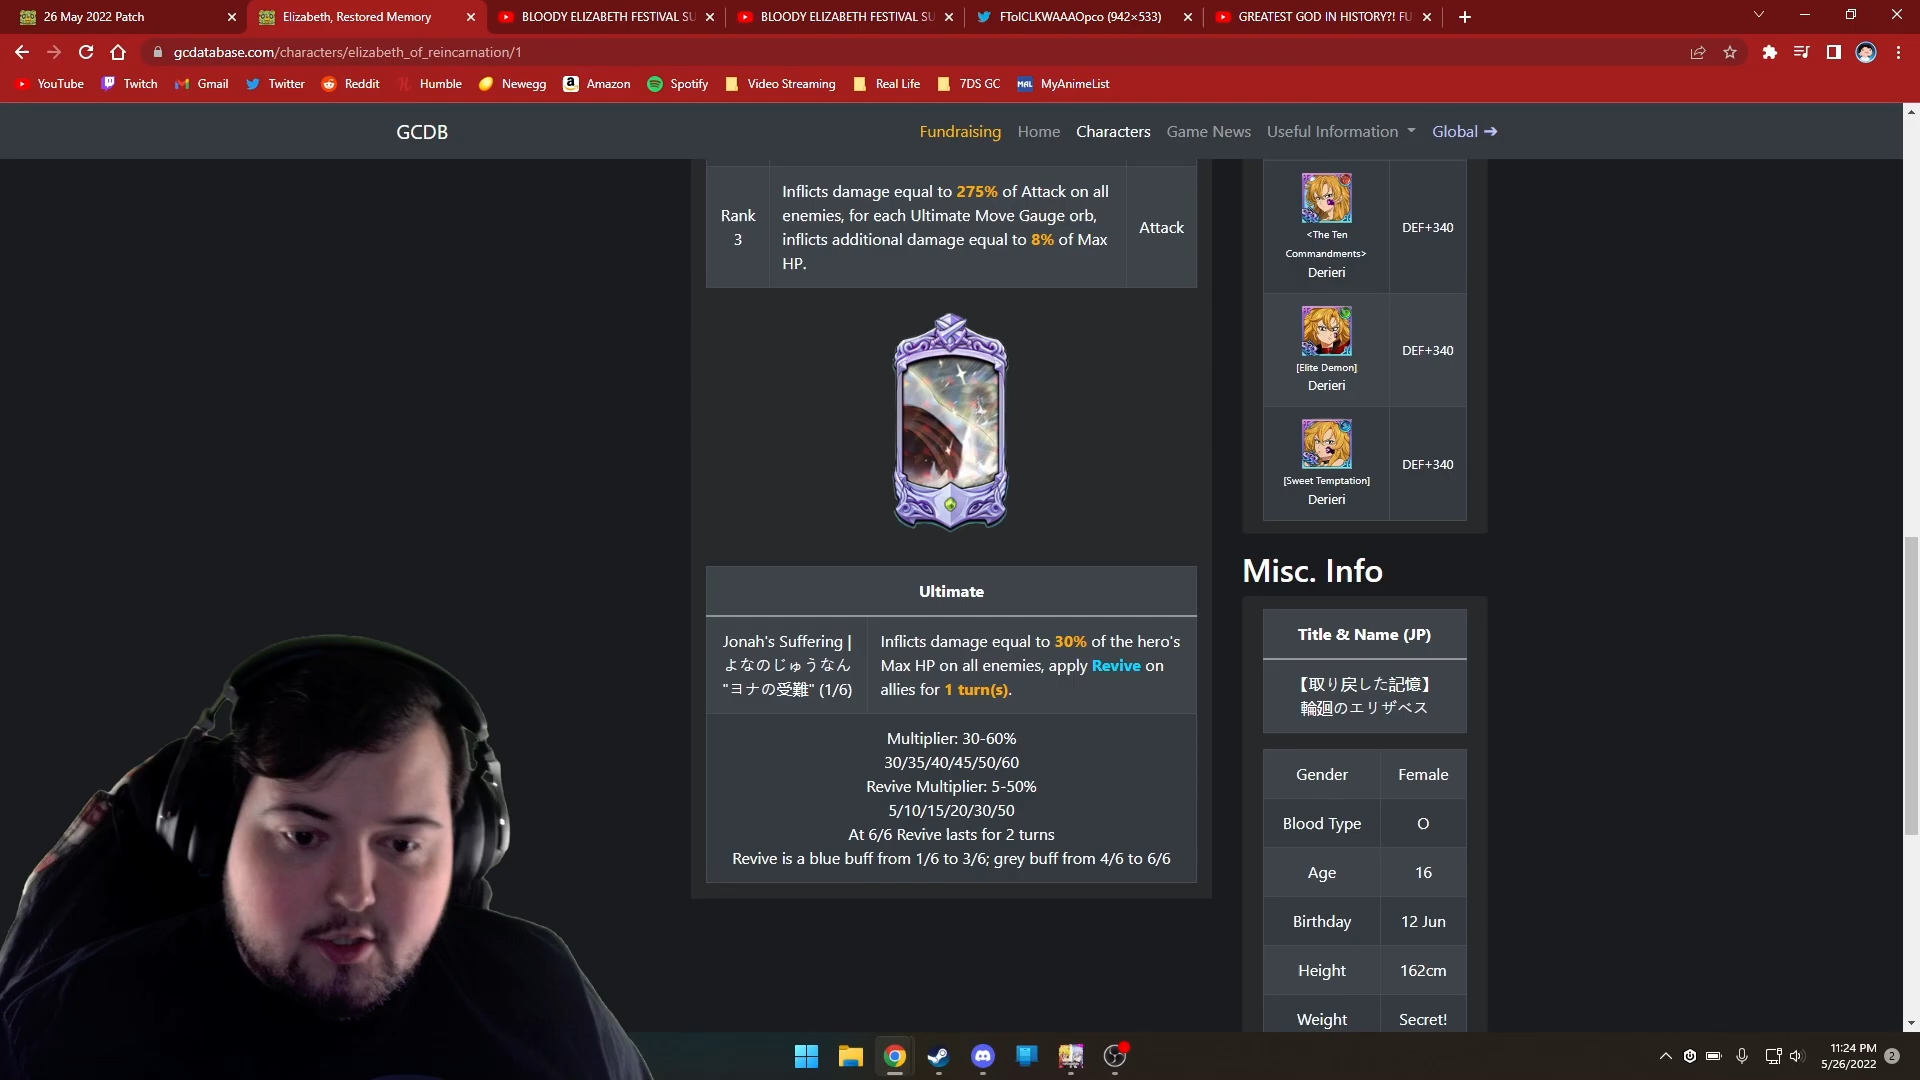 26 May 2022 Patch
Elizabeth, Restored Memory
BLOODY ELIZABETH FESTIVAL SU
BLOODY ELIZABETH FESTIVAL SU
FToICLKWAAAOpco (942×533)
GREATEST GOD IN HISTORY?! FU
gcdatabase.com/characters/elizabeth_of_reincarnation/1
YouTube
Twitch
Gmail
Twitter
Reddit
Humble
Newegg
Amazon
Spotify
Video Streaming
Real Life
7DS GC
MAL MyAnimeList
GCDB
Fundraising
Home
Characters
Game News
Useful Information
Global
Rank
3
Inflicts damage equal to 275% of Attack on all
enemies, for each Ultimate Move Gauge orb,
inflicts additional damage equal to 8% of Max
HP.
Attack
Ultimate
Jonah's Suffering |
よなのじゅうなん
"ヨナの受難" (1/6)
Inflicts damage equal to 30% of the hero's
Max HP on all enemies, apply Revive on
allies for 1 turn(s).
Multiplier: 30-60%
30/35/40/45/50/60
Revive Multiplier: 5-50%
5/10/15/20/30/50
At 6/6 Revive lasts for 2 turns
Revive is a blue buff from 1/6 to 3/6; grey buff from 4/6 to 6/6
<The Ten
Commandments>
Derieri
DEF+340
[Elite Demon]
Derieri
DEF+340
[Sweet Temptation]
Derieri
DEF+340
Misc. Info
Title & Name (JP)
【取り戻した記憶】
輪廻のエリザベス
Gender Female
Blood Type O
Age 16
Birthday 12 Jun
Height 162cm
Weight Secret!
11:24 PM
5/26/2022
2